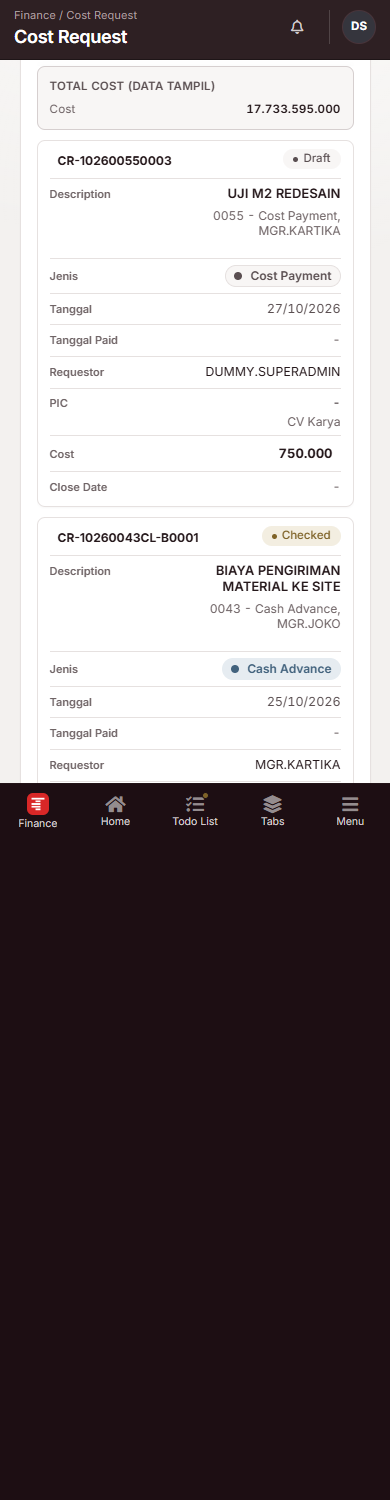 Finance / Cost Request
Cost Request
DS
TOTAL COST (DATA TAMPIL)
Cost 17.733.595.000
CR-102600550003 Draft
Description UJI M2 REDESAIN
0055 - Cost Payment,
MGR.KARTIKA
Jenis Cost Payment
Tanggal 27/10/2026
Tanggal Paid -
Requestor DUMMY.SUPERADMIN
PIC -
CV Karya
Cost 750.000
Close Date -
CR-10260043CL-B0001 Checked
Description BIAYA PENGIRIMAN
MATERIAL KE SITE
0043 - Cash Advance,
MGR.JOKO
Jenis Cash Advance
Tanggal 25/10/2026
Tanggal Paid -
Requestor MGR.KARTIKA
Finance Home Todo List Tabs Menu